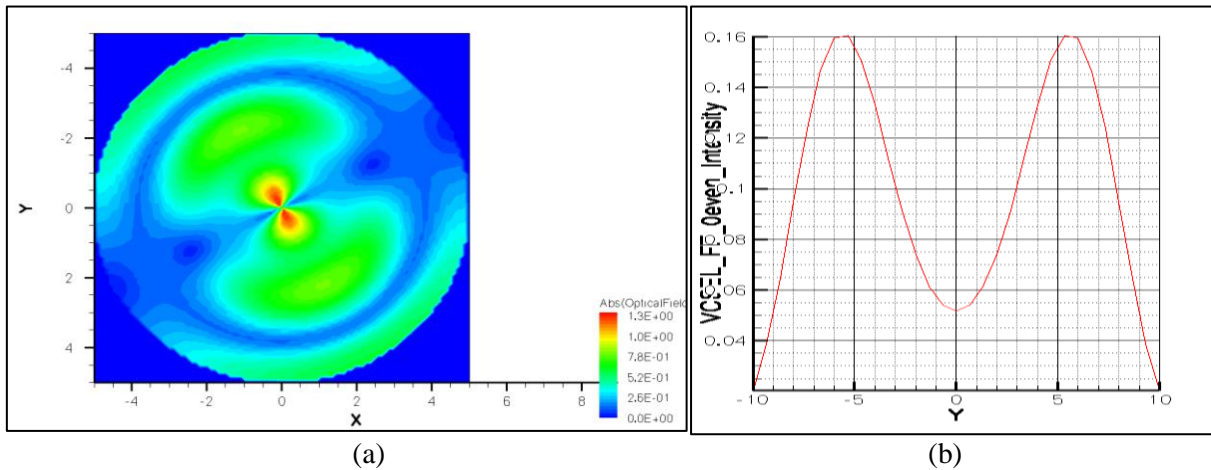 -4
-2
0
2
4
Y
-4 -2 0 2 4 6 8
X
Abs(OpticalField
1.3E+00
1.0E+00
7.8E-01
5.2E-01
2.6E-01
0.0E+00
(a)
0.16
0.14
0.12
0.1
0.08
0.06
0.04
VCSEL_FF_0even_Intensity
-10 -5 0 5 10
Y
(b)